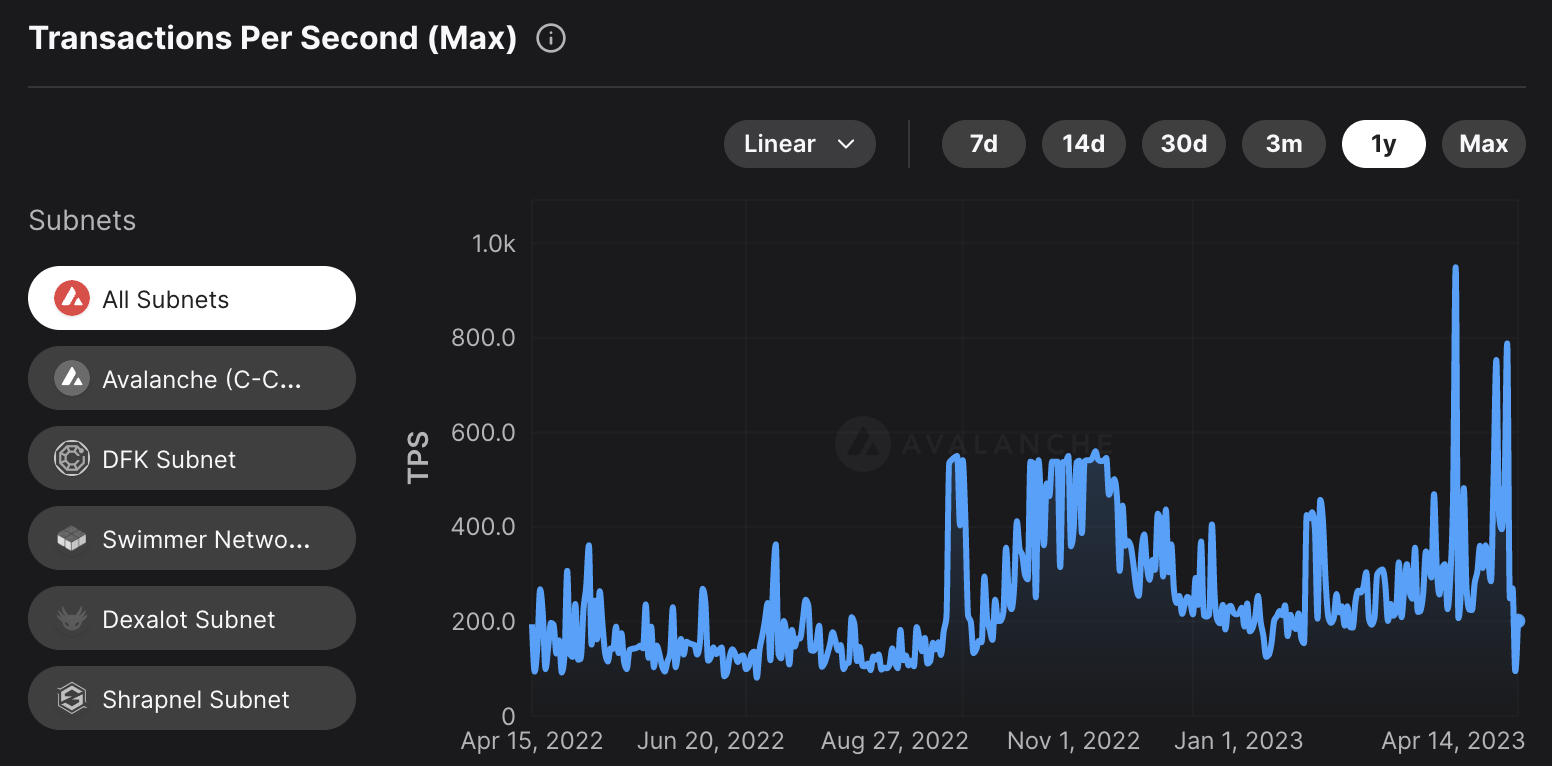 Transactions Per Second (Max)
Linear
7d
14d
30d
3m
1y
Max
Subnets
All Subnets
Avalanche (C-C...
DFK Subnet
Swimmer Netwo...
Dexalot Subnet
Shrapnel Subnet
TPS
1.0k
800.0
600.0
400.0
200.0
0
AVALANCHE
Apr 15, 2022
Jun 20, 2022
Aug 27, 2022
Nov 1, 2022
Jan 1, 2023
Apr 14, 2023